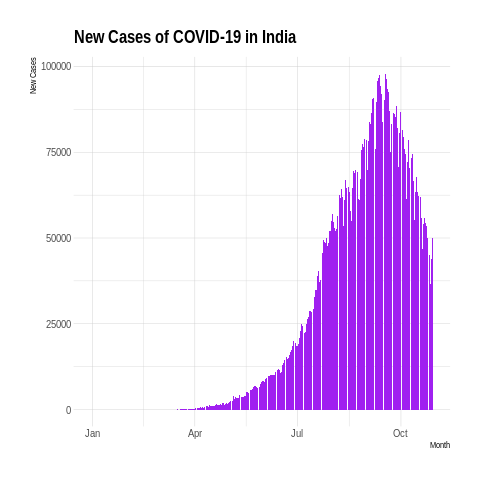 New Cases of COVID-19 in India
New Cases
100000
75000
50000
25000
0
Jan Apr Jul Oct
Month